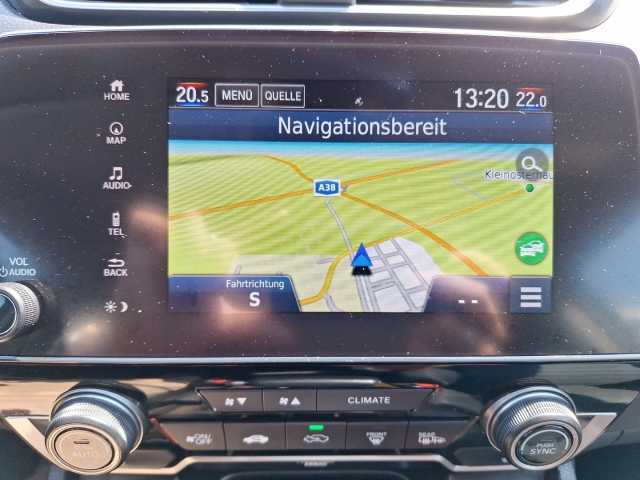 HOME
MAP
AUDIO
TEL
BACK
VOL
AUDIO
20.5 MENÜ QUELLE 13:20 22.0
Navigationsbereit
A38
Fahrtrichtung
S
--
CLIMATE
AUTO
ON/
OFF
FRONT
REAR
PUSH
SYNC